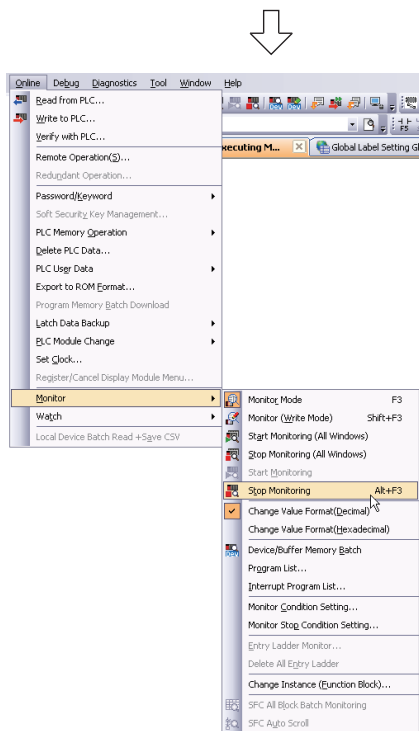 Online Debug Diagnostics Tool Window Help
Read from PLC...
Write to PLC...
Verify with PLC...
Remote Operation(S)...
Redundant Operation...
Password/Keyword
Soft Security Key Management...
PLC Memory Operation
Delete PLC Data...
PLC User Data
Export to ROM Format...
Program Memory Batch Download
Latch Data Backup
PLC Module Change
Set Clock...
Register/Cancel Display Module Menu...
Monitor
Watch
Local Device Batch Read +Save CSV
F5
xecuting M... Global Label Setting Gl
Monitor Mode F3
Monitor (Write Mode) Shift+F3
Start Monitoring (All Windows)
Stop Monitoring (All Windows)
Start Monitoring
Stop Monitoring Alt+F3
Change Value Format(Decimal)
Change Value Format(Hexadecimal)
Device/Buffer Memory Batch
Program List...
Interrupt Program List...
Monitor Condition Setting...
Monitor Stop Condition Setting...
Entry Ladder Monitor...
Delete All Entry Ladder
Change Instance (Function Block)...
SFC All Block Batch Monitoring
SFC Auto Scroll